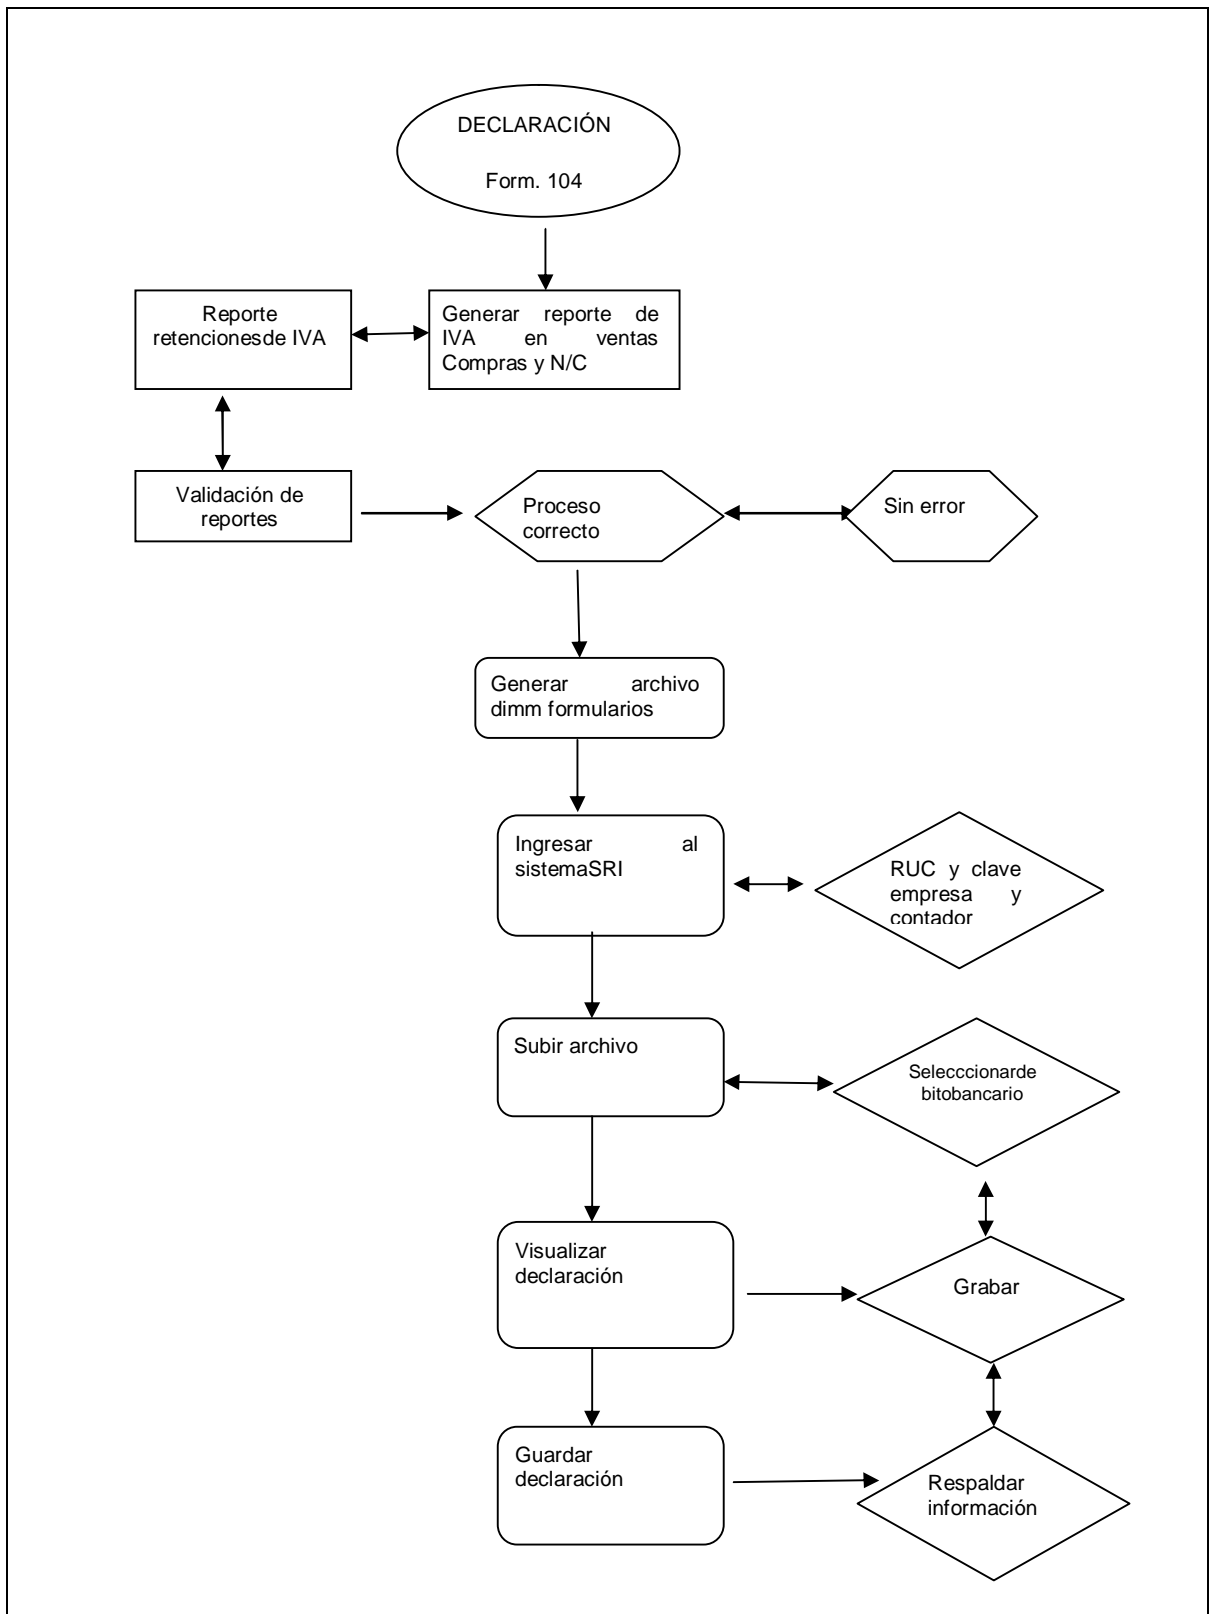 DECLARACIÓN
Form. 104
Reporte
retencionesde IVA
Generar reporte de
IVA en ventas
Compras y N/C
Validación de
reportes
Proceso
correcto
Sin error
Generar archivo
dimm formularios
Ingresar al
sistemaSRI
RUC y clave
empresa y
contador
Subir archivo
Selecccionarde
bitobancario
Visualizar
declaración
Grabar
Guardar
declaración
Respaldar
información